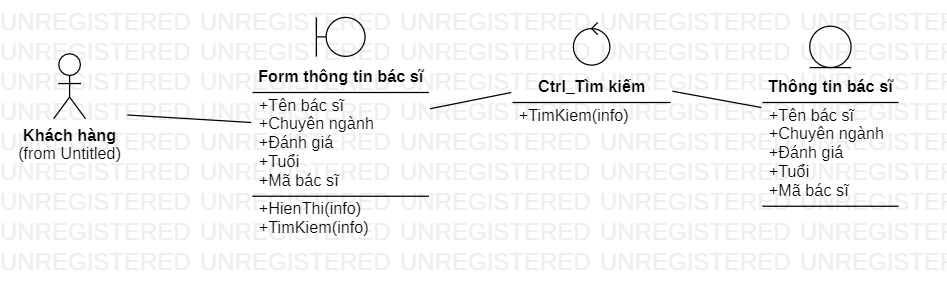 Khách hàng
(from Untitled)
Form thông tin bác sĩ
+Tên bác sĩ
+Chuyên ngành
+Đánh giá
+Tuổi
+Mã bác sĩ
+HienThi(info)
+TimKiem(info)
Ctrl_Tìm kiếm
+TimKiem(info)
Thông tin bác sĩ
+Tên bác sĩ
+Chuyên ngành
+Đánh giá
+Tuổi
+Mã bác sĩ
UNREGISTERED UNREGISTERED UNREGISTERED UNREGISTERED